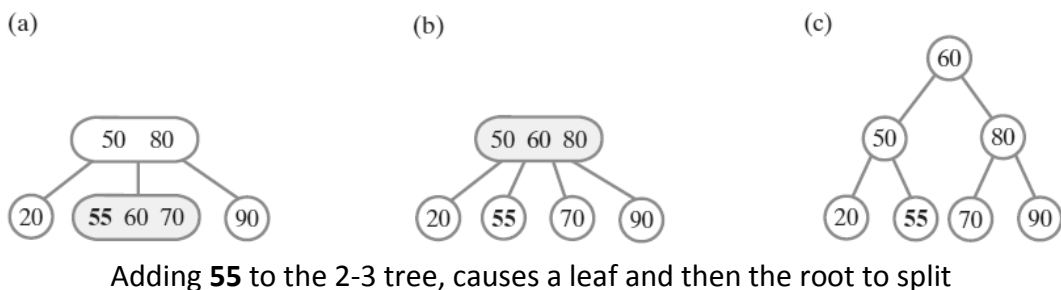 (a) (b) (c)
60
50 80 50 60 80 50 80
20 55 60 70 90 20 55 70 90 20 55 70 90
Adding 55 to the 2-3 tree, causes a leaf and then the root to split